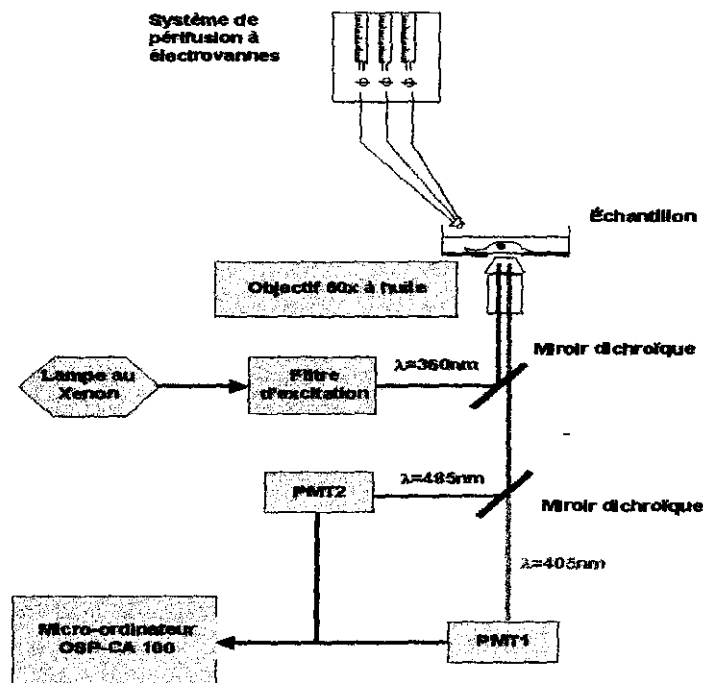 Système de
périfusion à
électrovannes
Échantillon
Objectif 60x à huile
Miroir dichroïque
λ=360nm
Lampe au
Xenon
Filtre
d'excitation
λ=485nm
PMT2
Miroir dichroïque
λ=405nm
Micro-ordinateur
OSP-CA 100
PMT1